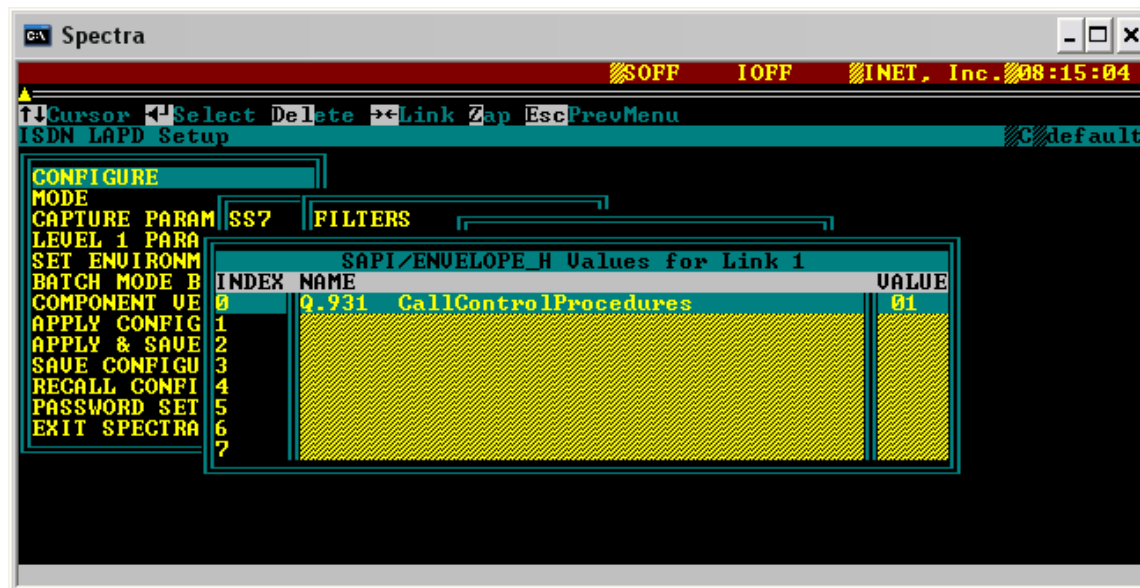 Spectra
SOFF IOFF INET, Inc. 08:15:04
↑↓Cursor ◄┘Select Delete →←Link Zap Esc PrevMenu
ISDN LAPD Setup C default
CONFIGURE
MODE
CAPTURE PARAM SS7 FILTERS
LEVEL 1 PARA
SET ENVIRONM SAPI/ENVELOPE_H Values for Link 1
BATCH MODE B INDEX NAME VALUE
COMPONENT VE 0 Q.931 CallControlProcedures 01
APPLY CONFIG 1
APPLY & SAVE 2
SAVE CONFIGU 3
RECALL CONFI 4
PASSWORD SET 5
EXIT SPECTRA 6
7